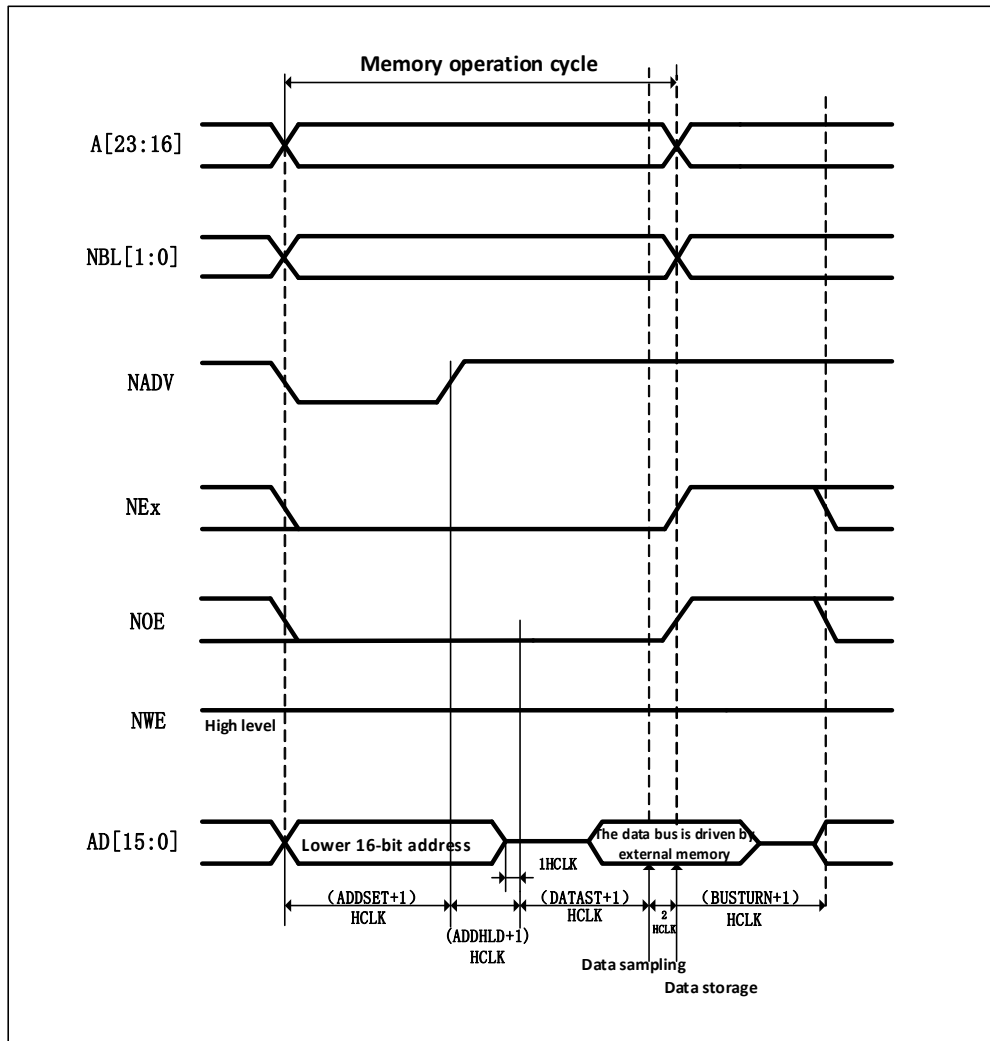 Memory operation cycle
A[23:16]
NBL[1:0]
NADV
NEx
NOE
NWE
High level
AD[15:0]
Lower 16-bit address
The data bus is driven by
external memory
1HCLK
(ADDSET+1)
HCLK
(ADDHLD+1)
HCLK
(DATAST+1)
HCLK
2
HCLK
(BUSTURN+1)
HCLK
Data sampling
Data storage